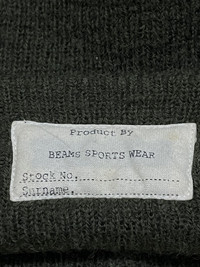 Product By
BEAMS SPORTS WEAR
Stock No.
Surname.